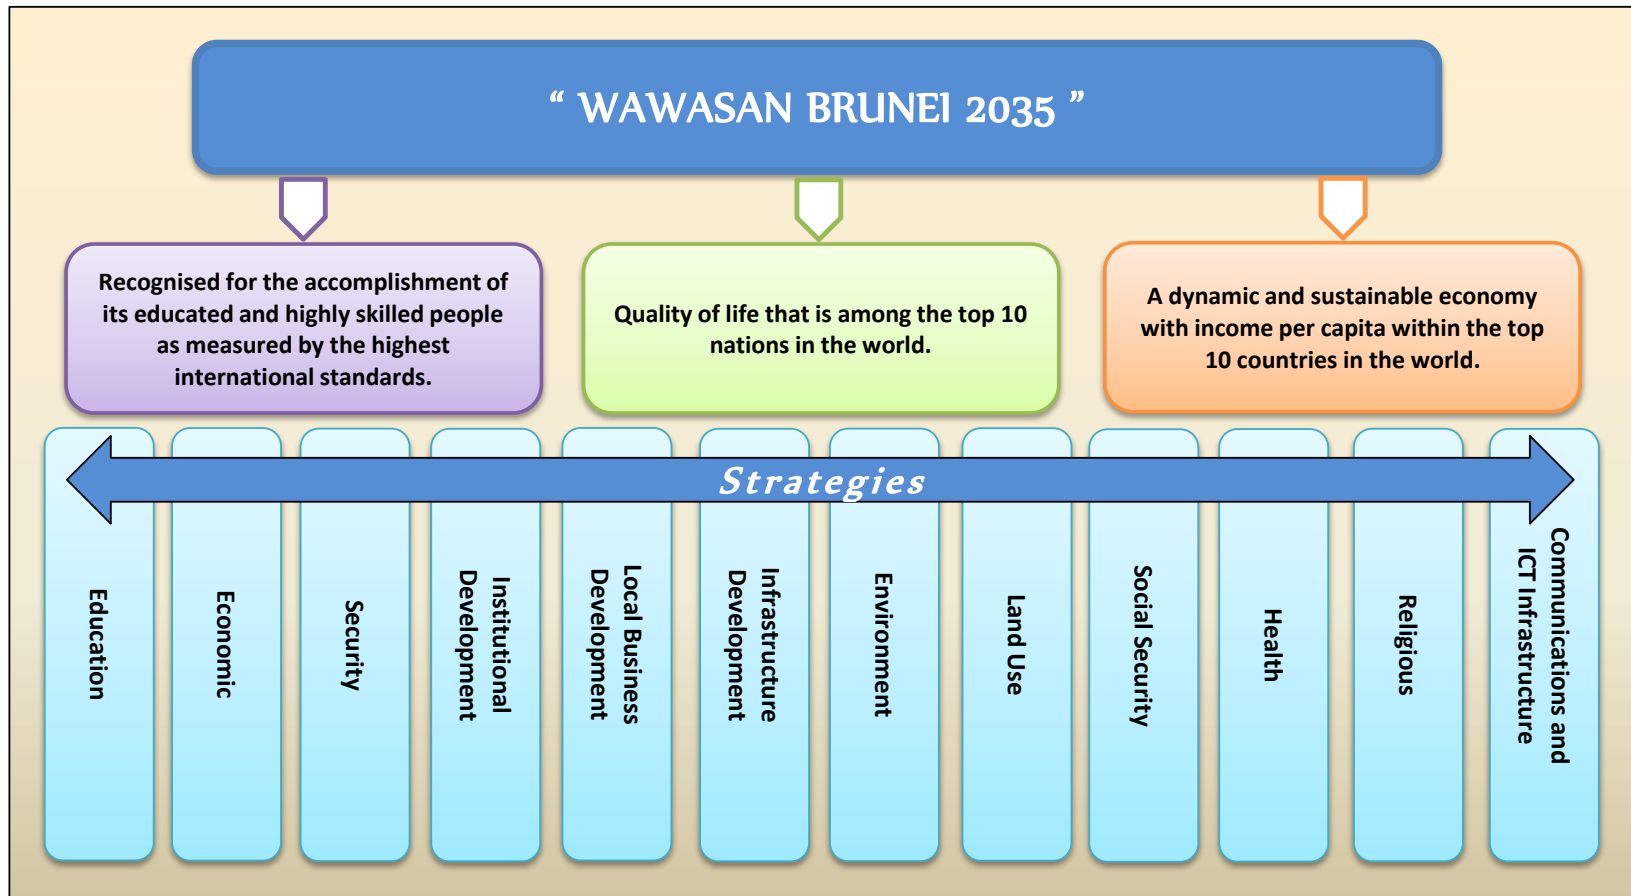 “ WAWASAN BRUNEI 2035 ”
Recognised for the accomplishment of
its educated and highly skilled people
as measured by the highest
international standards.
Quality of life that is among the top 10
nations in the world.
A dynamic and sustainable economy
with income per capita within the top
10 countries in the world.
Strategies
Education
Economic
Security
Institutional
Development
Local Business
Development
Infrastructure
Development
Environment
Land Use
Social Security
Health
Religious
Communications and
ICT Infrastructure